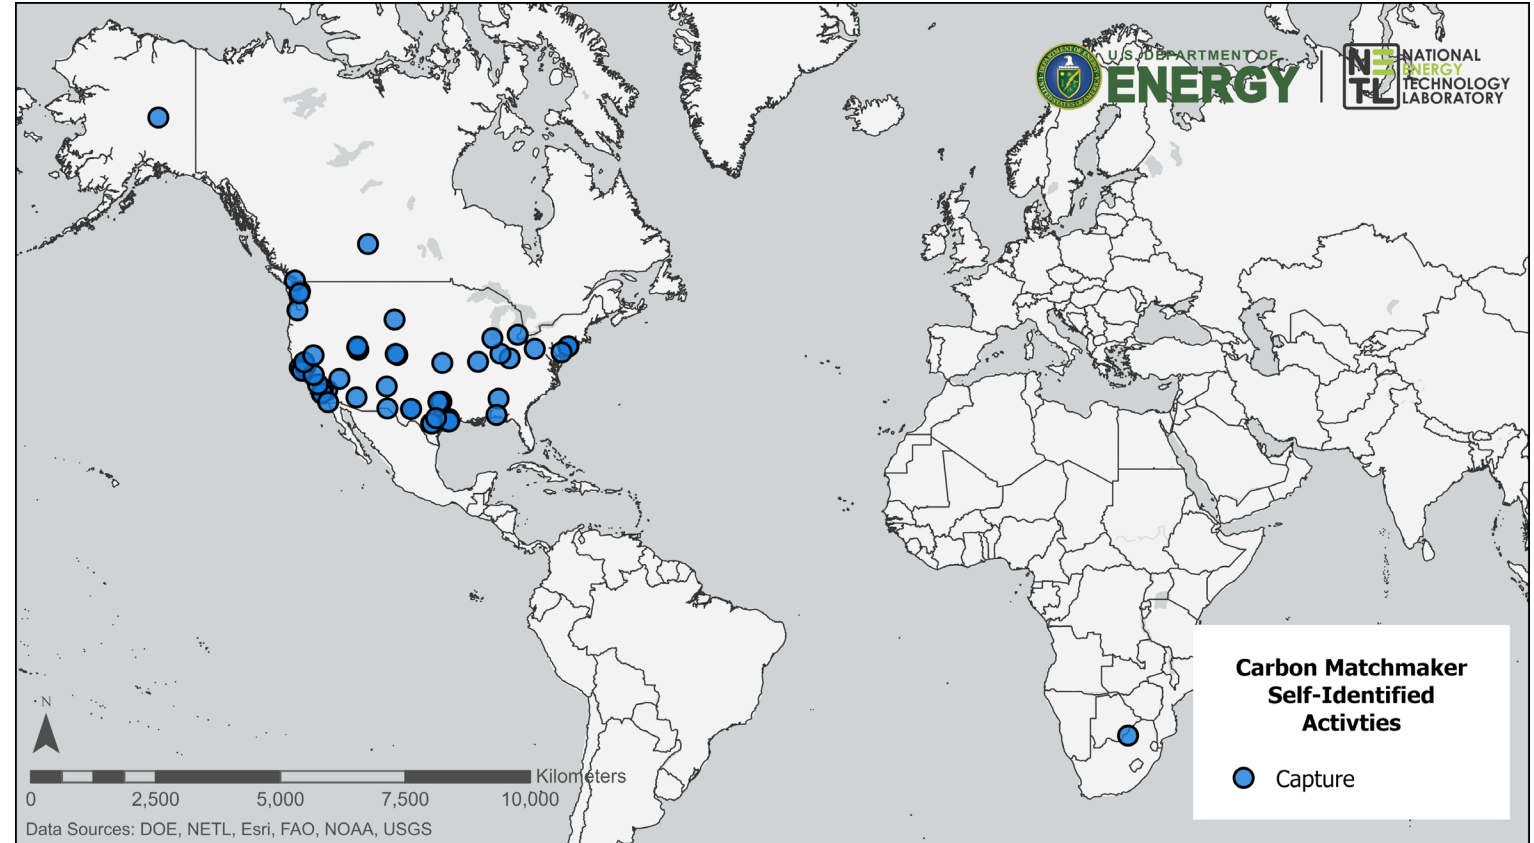 U.S. DEPARTMENT OF
ENERGY
NETL
NATIONAL
ENERGY
TECHNOLOGY
LABORATORY
Carbon Matchmaker
Self-Identified
Activties
Capture
N
Kilometers
0 2,500 5,000 7,500 10,000
Data Sources: DOE, NETL, Esri, FAO, NOAA, USGS